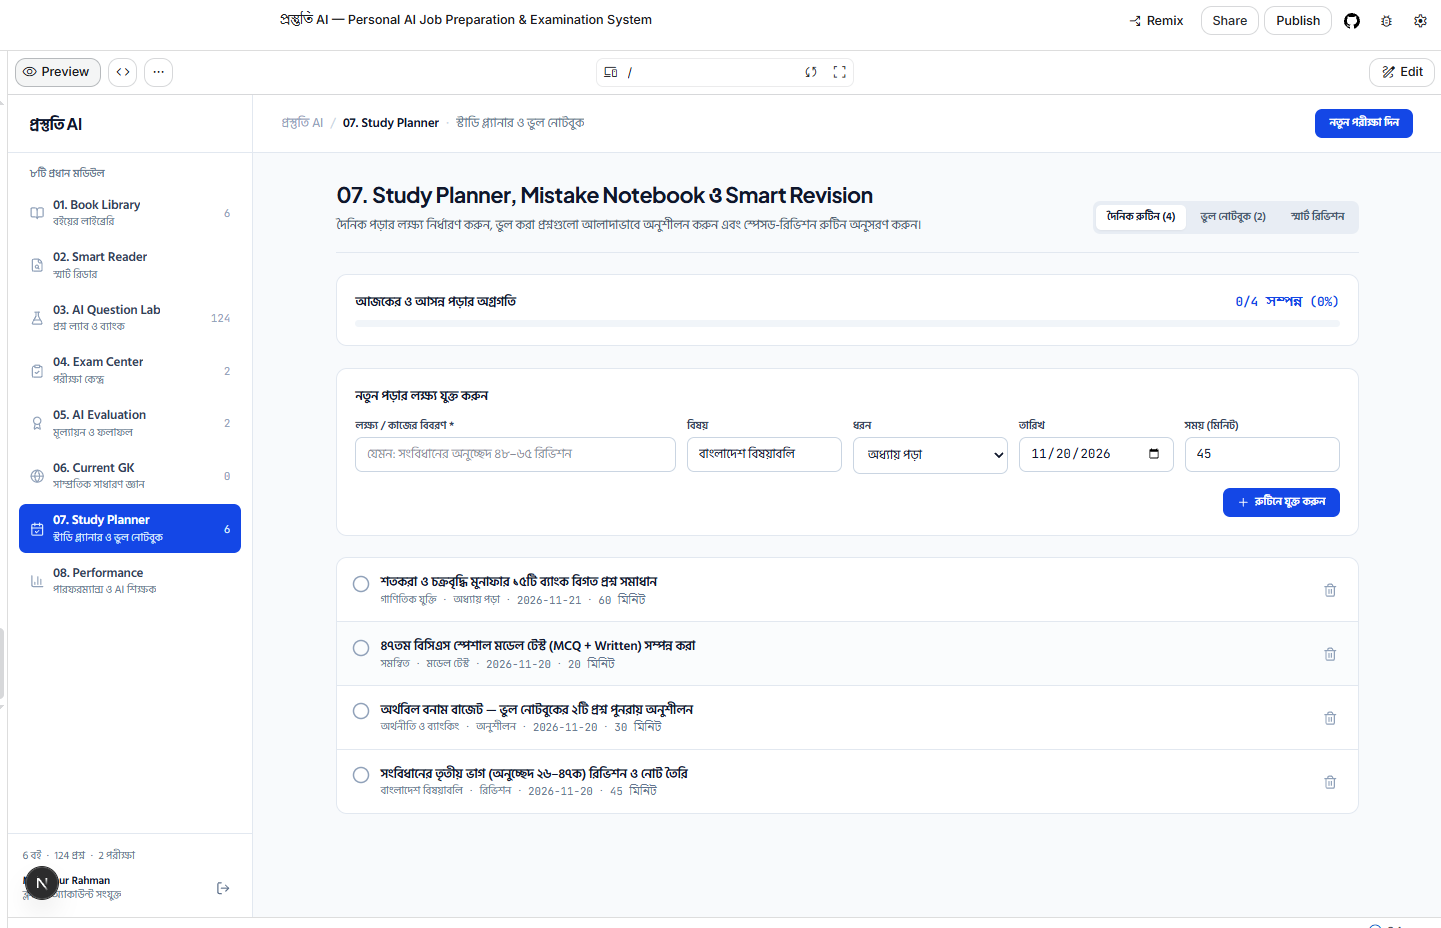 প্রস্তুতি AI — Personal AI Job Preparation & Examination System
Remix
Share
Publish
Preview
/
Edit
প্রস্তুতি AI
প্রস্তুতি AI / 07. Study Planner · স্টাডি প্ল্যানার ও ভুল নোটবুক
নতুন পরীক্ষা দিন
৮টি প্রধান মডিউল
01. Book Library
বইয়ের লাইব্রেরি
6
02. Smart Reader
স্মার্ট রিডার
03. AI Question Lab
প্রশ্ন ল্যাব ও ব্যাংক
124
04. Exam Center
পরীক্ষা কেন্দ্র
2
05. AI Evaluation
মূল্যায়ন ও ফলাফল
2
06. Current GK
সাম্প্রতিক সাধারণ জ্ঞান
0
07. Study Planner
স্টাডি প্ল্যানার ও ভুল নোটবুক
6
08. Performance
পারফরম্যান্স ও AI শিক্ষক
6 বই · 124 প্রশ্ন · 2 পরীক্ষা
ur Rahman
অ্যাকাউন্ট সংযুক্ত
N
07. Study Planner, Mistake Notebook ও Smart Revision
দৈনিক পড়ার লক্ষ্য নির্ধারণ করুন, ভুল করা প্রশ্নগুলো আলাদাভাবে অনুশীলন করুন এবং স্পেসড-রিভিশন রুটিন অনুসরণ করুন।
দৈনিক রুটিন (4)
ভুল নোটবুক (2)
স্মার্ট রিভিশন
আজকের ও আসন্ন পড়ার অগ্রগতি
0/4 সম্পন্ন (0%)
নতুন পড়ার লক্ষ্য যুক্ত করুন
লক্ষ্য / কাজের বিবরণ *
বিষয়
ধরন
তারিখ
সময় (মিনিট)
যেমন: সংবিধানের অনুচ্ছেদ ৪৮–৬৫ রিভিশন
বাংলাদেশ বিষয়াবলি
অধ্যায় পড়া
11/20/2026
45
+ রুটিনে যুক্ত করুন
শতকরা ও চক্রবৃদ্ধি মুনাফার ১৫টি ব্যাংক বিগত প্রশ্ন সমাধান
গাণিতিক যুক্তি · অধ্যায় পড়া · 2026-11-21 · 60 মিনিট
৪৭তম বিসিএস স্পেশাল মডেল টেস্ট (MCQ + Written) সম্পন্ন করা
সমন্বিত · মডেল টেস্ট · 2026-11-20 · 20 মিনিট
অর্থবিল বনাম বাজেট — ভুল নোটবুকের ২টি প্রশ্ন পুনরায় অনুশীলন
অর্থনীতি ও ব্যাংকিং · অনুশীলন · 2026-11-20 · 30 মিনিট
সংবিধানের তৃতীয় ভাগ (অনুচ্ছেদ ২৬–৪৭ক) রিভিশন ও নোট তৈরি
বাংলাদেশ বিষয়াবলি · রিভিশন · 2026-11-20 · 45 মিনিট